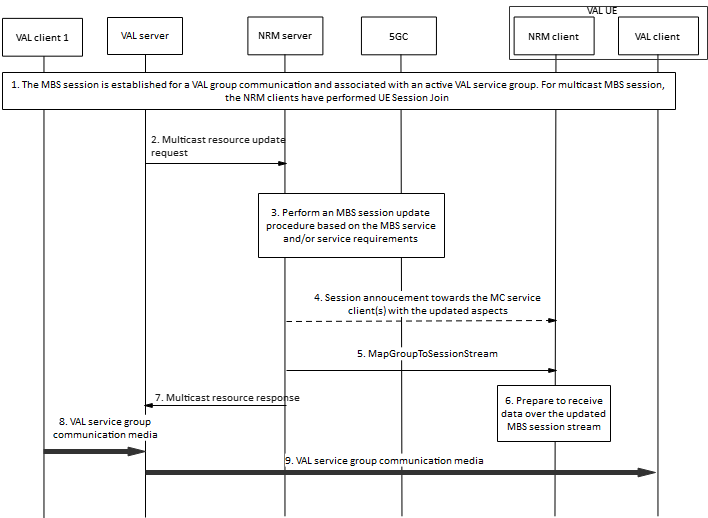 VAL UE
VAL client 1
VAL server
NRM server
5GC
NRM client
VAL client
1. The MBS session is established for a VAL group communication and associated with an active VAL service group. For multicast MBS session,
the NRM clients have performed UE Session Join
2. Multicast resource update
request
3. Perform an MBS session update
procedure based on the MBS service
and/or service requirements
4. Session annoucement towards the MC service
client(s) with the updated aspects
5. MapGroupToSessionStream
7. Multicast resource response
6. Prepare to receive
data over the updated
MBS session stream
8. VAL service group
communication media
9. VAL service group communication media